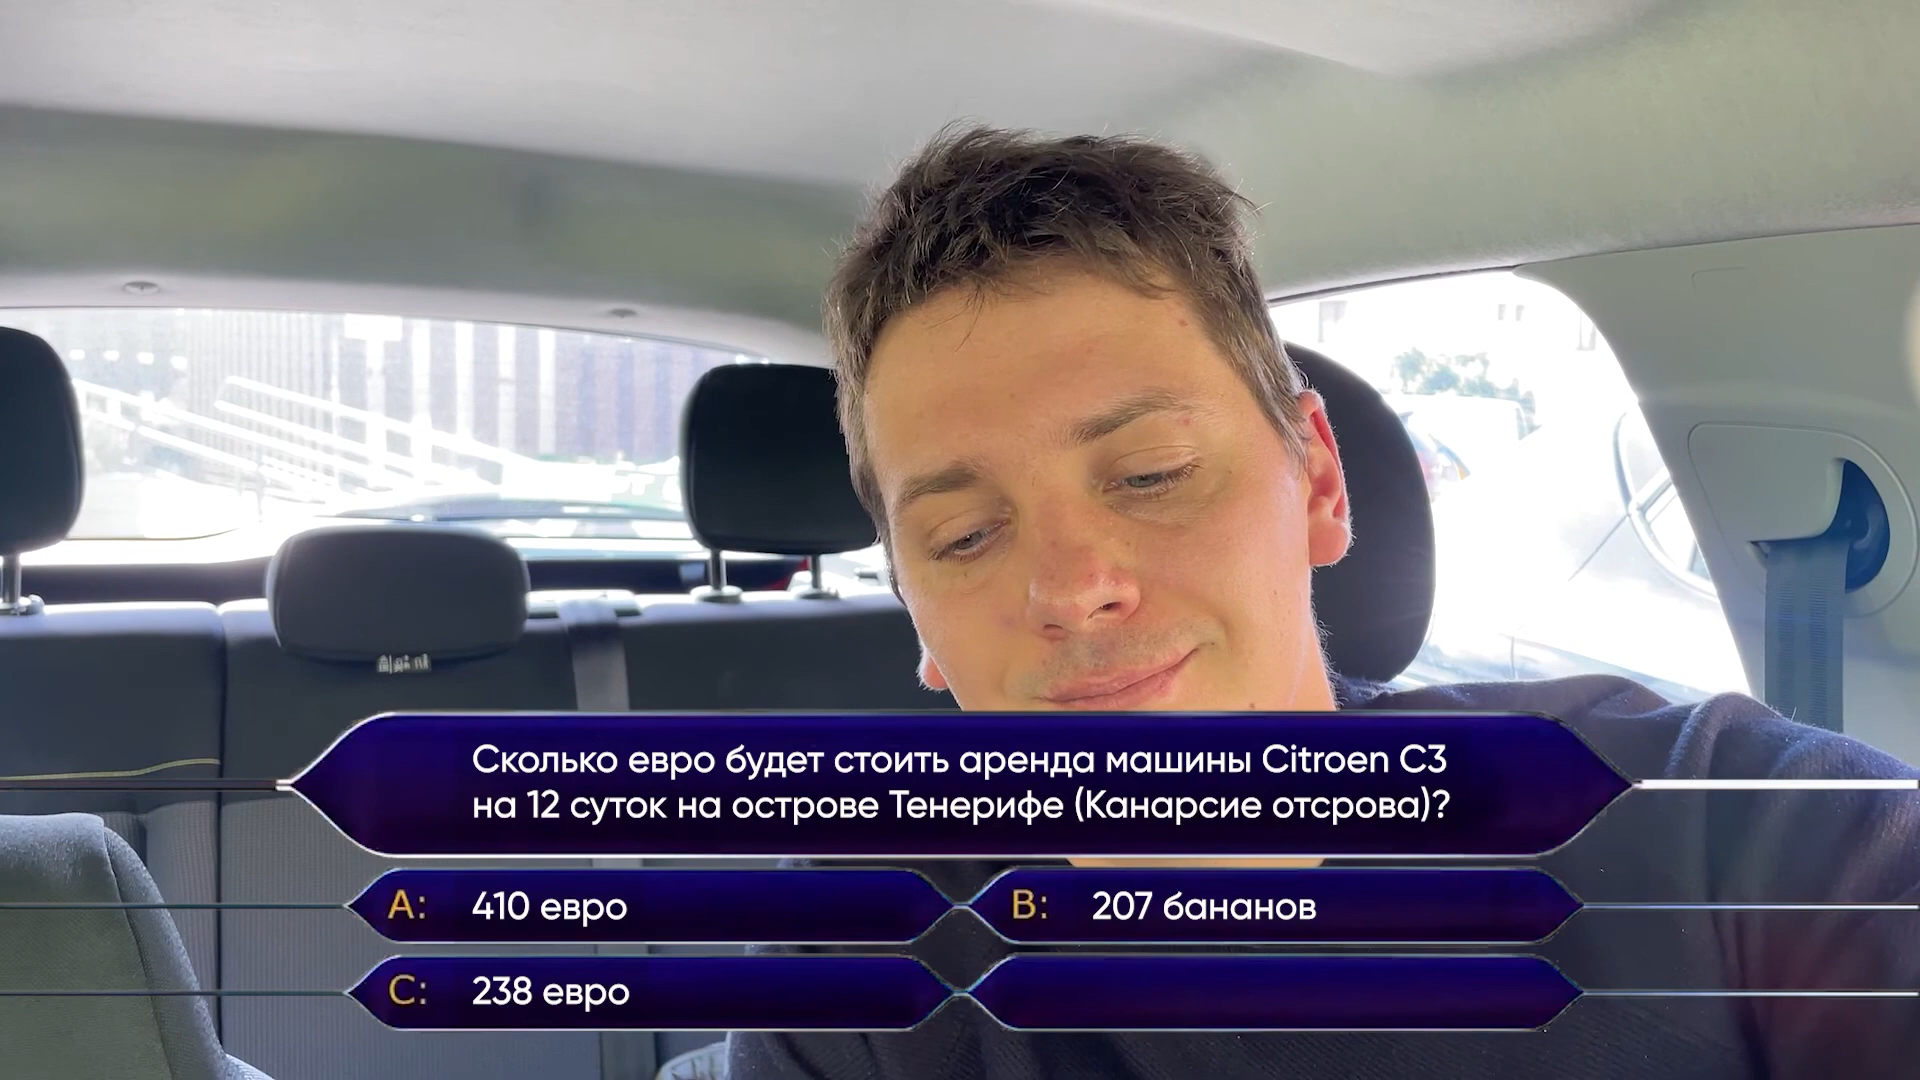 Сколько евро будет стоить аренда машины Citroen C3
на 12 суток на острове Тенерифе (Канарсие отсрова)?
A: 410 евро
B: 207 бананов
C: 238 евро